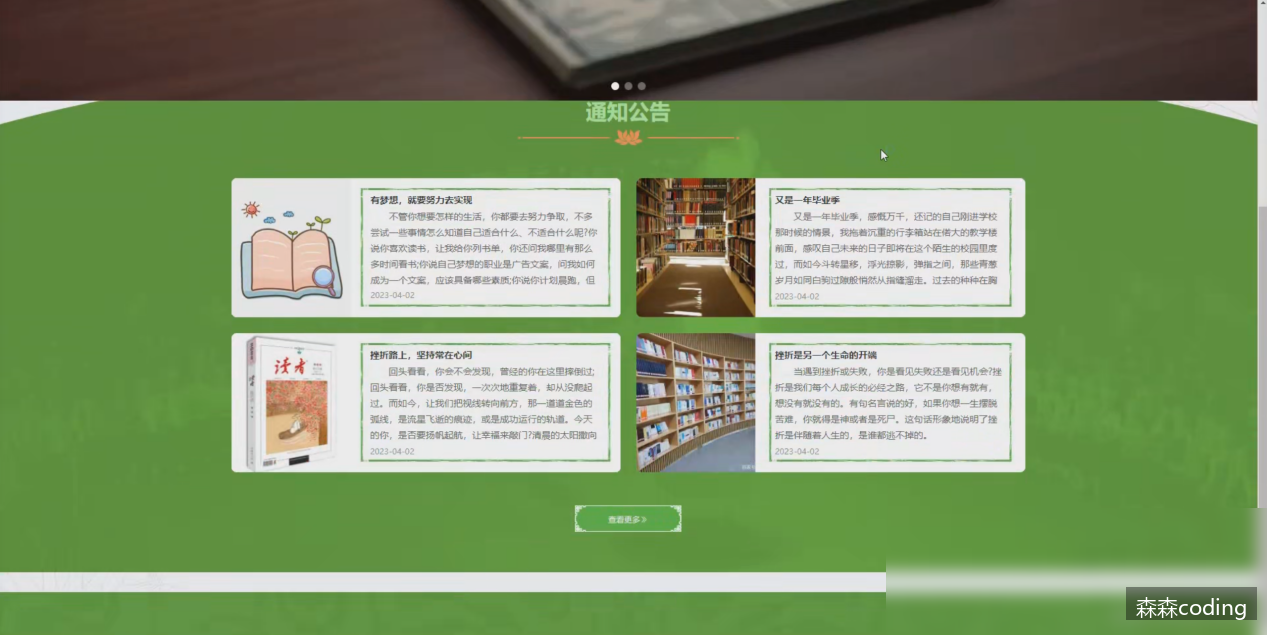 通知公告
有梦想，就要努力去实现
不管你想要怎样的生活，你都要去努力争取，不多
尝试一些事情怎么知道自己适合什么、不适合什么呢?你
说你喜欢读书，让我给你列书单，你还问我哪里有那么
多时间看书;你说自己梦想的职业是广告文案，问我如何
成为一个文案，应该具备哪些素质;你说你计划晨跑，但
2023-04-02
又是一年毕业季
又是一年毕业季，感慨万千，还记的自己刚进学校
那时候的情景，我拖着沉重的行李箱站在偌大的教学楼
前面，感叹自己未来的日子即将在这个陌生的校园里度
过，而如今斗转星移，浮光掠影，弹指之间，那些青葱
岁月如同白驹过隙般悄然从指缝溜走。过去的种种在胸
2023-04-02
读者
挫折路上，坚持常在心间
回头看看，你会不会发现，曾经的你在这里摔倒过;
回头看看，你是否发现，一次次地重复着，却从没爬起
过。而如今，让我们把视线转向前方，那一道道金色的
弧线，是流星飞逝的痕迹，或是成功运行的轨道。今天
的你，是否要扬帆起航，让幸福来敲门?清晨的太阳撒向
2023-04-02
挫折是另一个生命的开端
当遇到挫折或失败，你是看见失败还是看见机会?挫
折是我们每个人成长的必经之路，它不是你想有就有，
想没有就没有的。有句名言说的好，如果你想一生摆脱
苦难，你就得是神或者是死尸。这句话形象地说明了挫
折是伴随着人生的，是谁都逃不掉的。
2023-04-02
查看更多》
森森coding